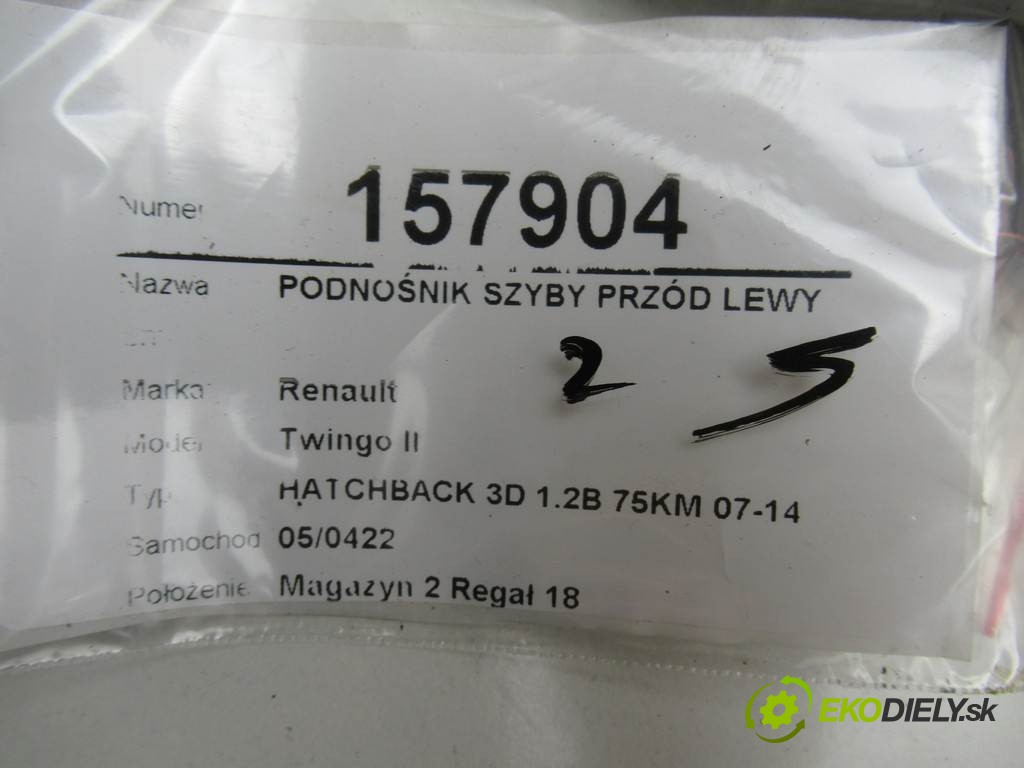 Numer 157904
Nazwa PODNOŚNIK SZYBY PRZÓD LEWY
2 5
Marka Renault
Model Twingo II
Typ HATCHBACK 3D 1.2B 75KM 07-14
Samochod 05/0422
Położenie Magazyn 2 Regał 18
EKODIELY.sk